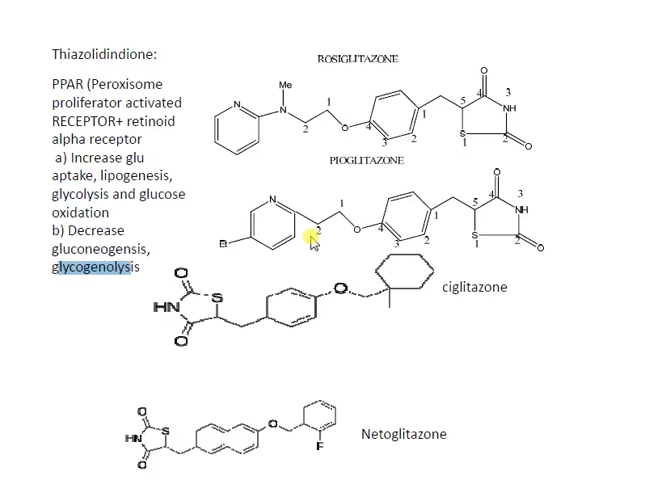 Thiazolidindione:
PPAR (Peroxisome
proliferator activated
RECEPTOR+ retinoid
alpha receptor
a) Increase glu
aptake, lipogenesis,
glycolysis and glucose
oxidation
b) Decrease
gluconeogensis,
glycogenolysis
ROSIGLITAZONE
N
Me
N
2
1
O
4
3
2
1
5
4
O
3
NH
S
1
2
O
PIOGLITAZONE
N
Et
2
1
O
4
3
2
1
5
4
O
3
NH
S
1
2
O
O
HN
S
O
O
ciglitazone
O
HN
S
O
O
F
Netoglitazone